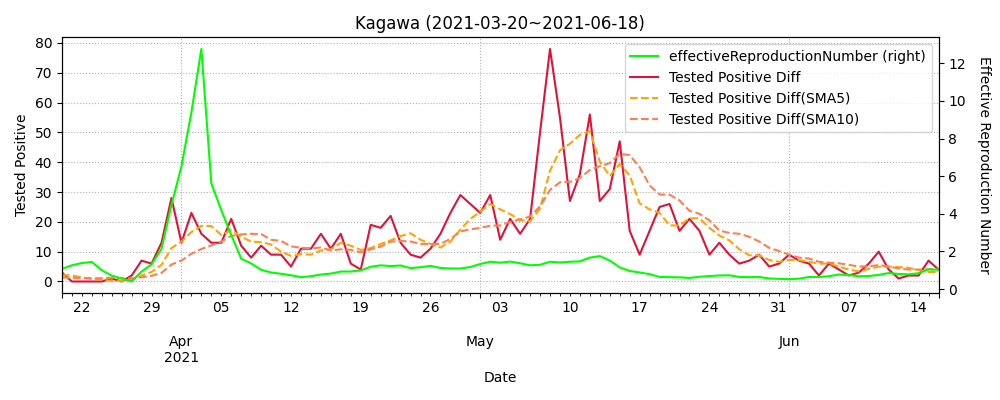 Kagawa (2021-03-20~2021-06-18)
effectiveReproductionNumber (right)
Tested Positive Diff
Tested Positive Diff(SMA5)
Tested Positive Diff(SMA10)
Tested Positive
80
70
60
50
40
30
20
10
0
Effective Reproduction Number
12
10
8
6
4
2
0
22 29 05 12 19 26 03 10 17 24 31 07 14
Apr May Jun
2021
Date